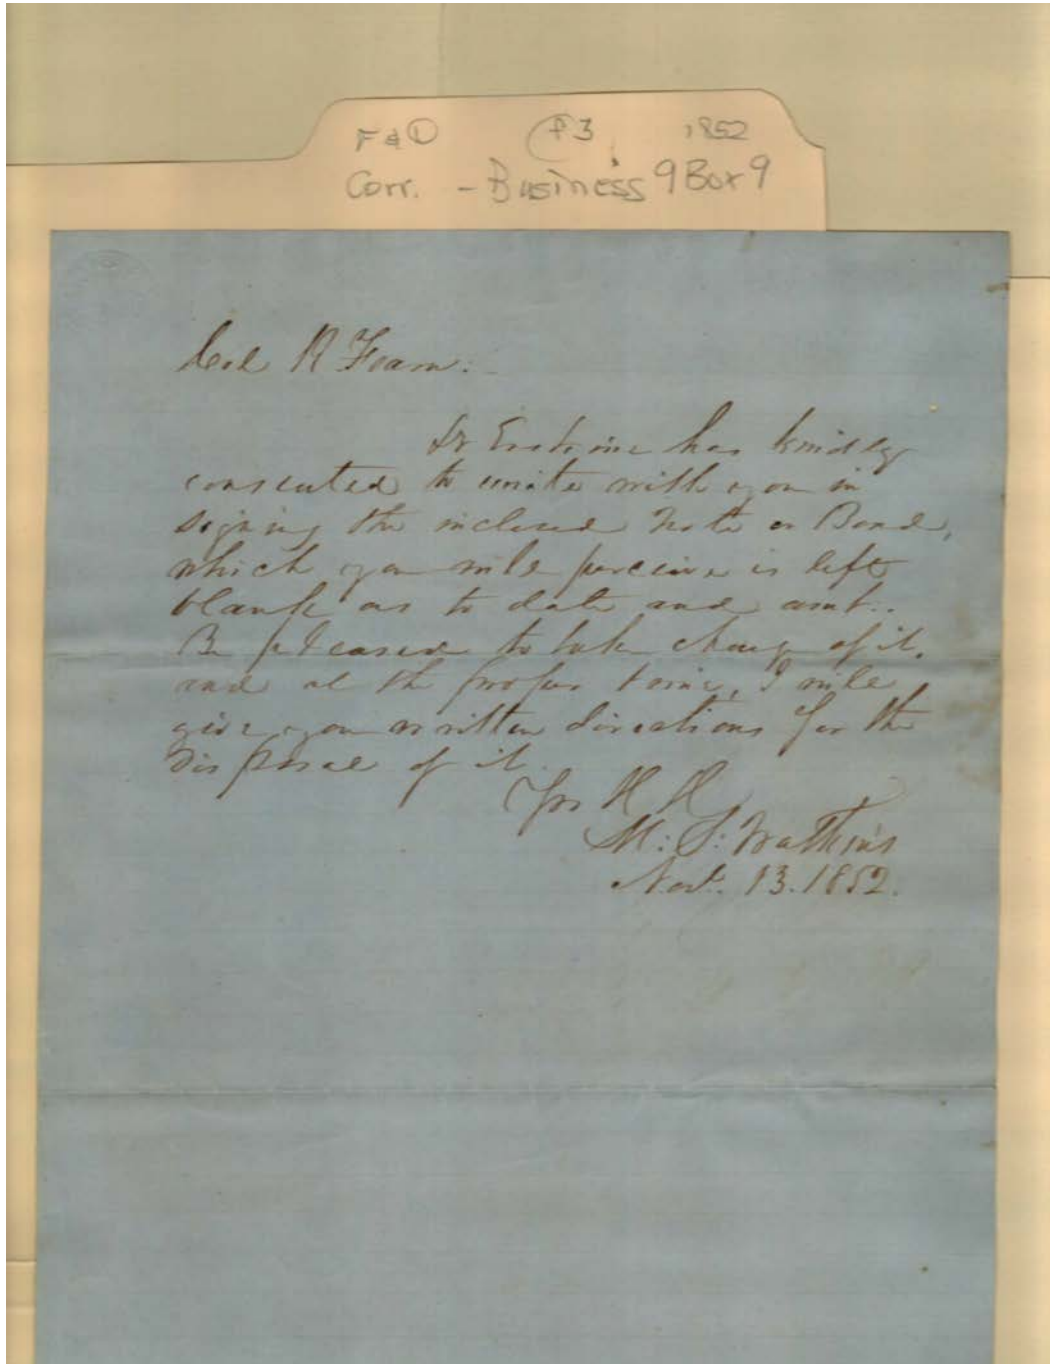 F & D P3 1852
Corr. - Business 9 Box 9
Col R Fearn:
Dr Erskine has kindly
consented to unite with you in
signing the inclosed Note or Bond,
which you will perceive is left
blank as to date and amt..
Be pleased to take charge of it,
and at the proper time, I will
give you written directions for the
disposal of it.
Yrs
M. S. Watkins
Nov. 13. 1852.